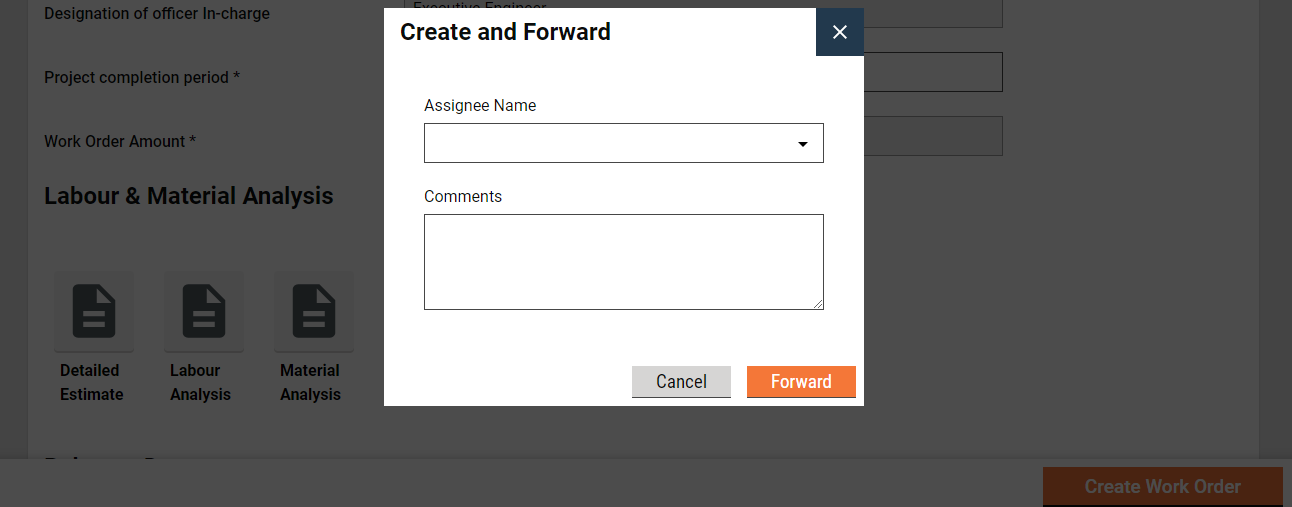 Designation of officer In-charge
Executive Engineer
Create and Forward
Project completion period *
Assignee Name
Work Order Amount *
Labour & Material Analysis
Comments
Detailed
Estimate
Labour
Analysis
Material
Analysis
Cancel
Forward
Create Work Order